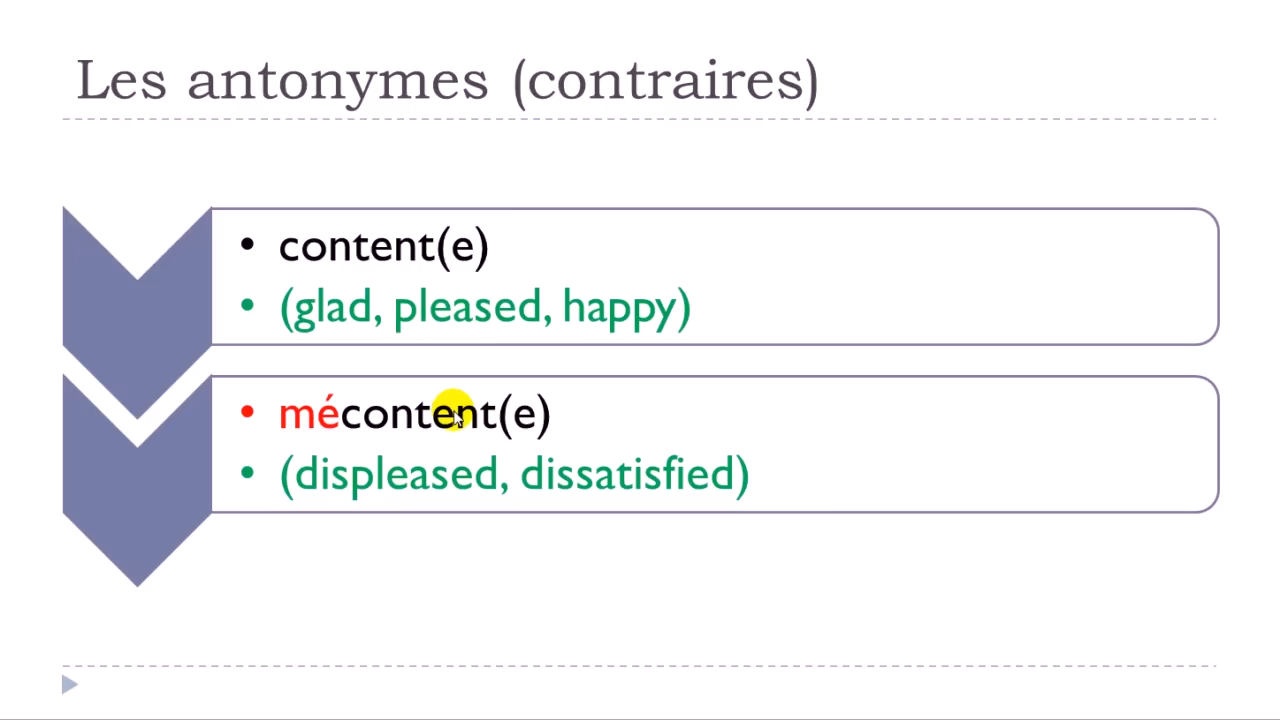 Les antonymes (contraires)
• content(e)
• (glad, pleased, happy)
• mécontent(e)
• (displeased, dissatisfied)